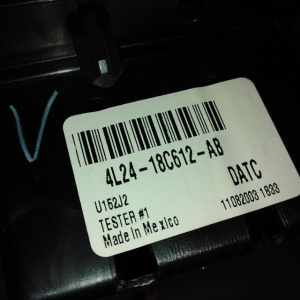 V
4L24-18C612-AB
U152J2 DATC
TESTER #1 11082003 1833
Made In Mexico